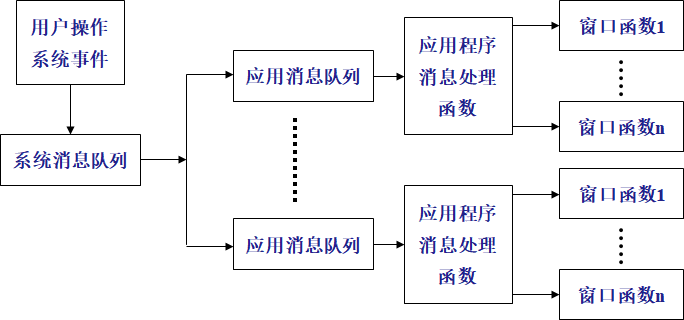 用户操作
系统事件
系统消息队列
应用消息队列
应用程序
消息处理
函数
窗口函数1
窗口函数n
应用消息队列
应用程序
消息处理
函数
窗口函数1
窗口函数n